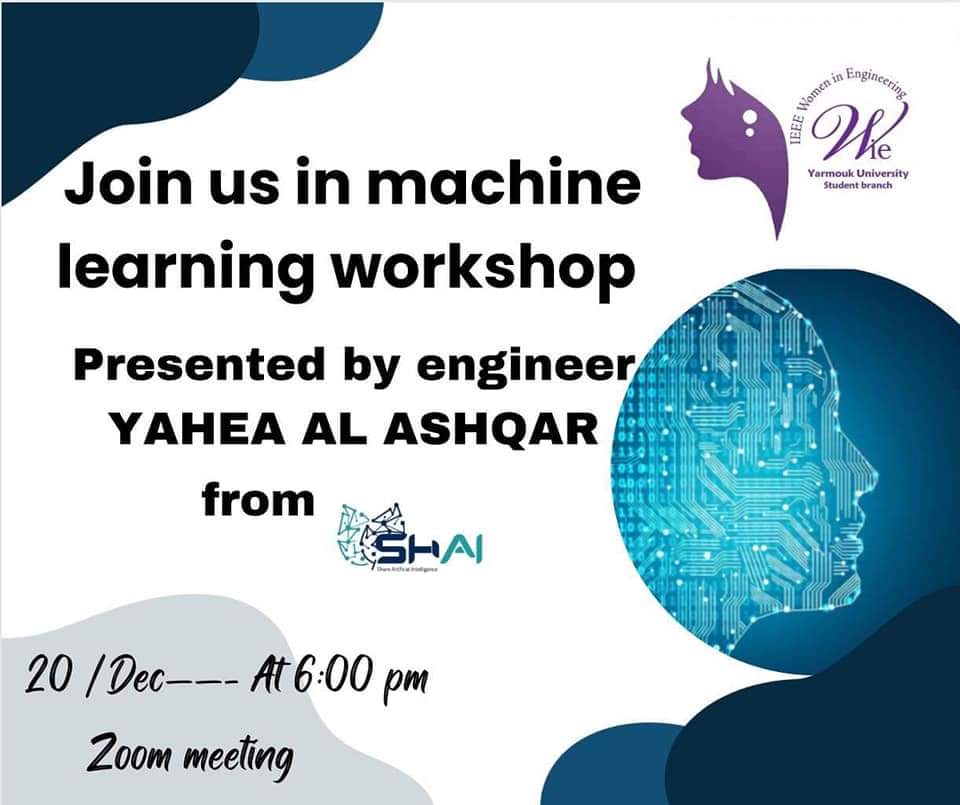 IEEE Women in Engineering
Wie
Yarmouk University
Student branch
Join us in machine
learning workshop
Presented by engineer
YAHEA AL ASHQAR
from
SHAI
Share Artificial Intelligence
20 /Dec---- At 6:00 pm
Zoom meeting